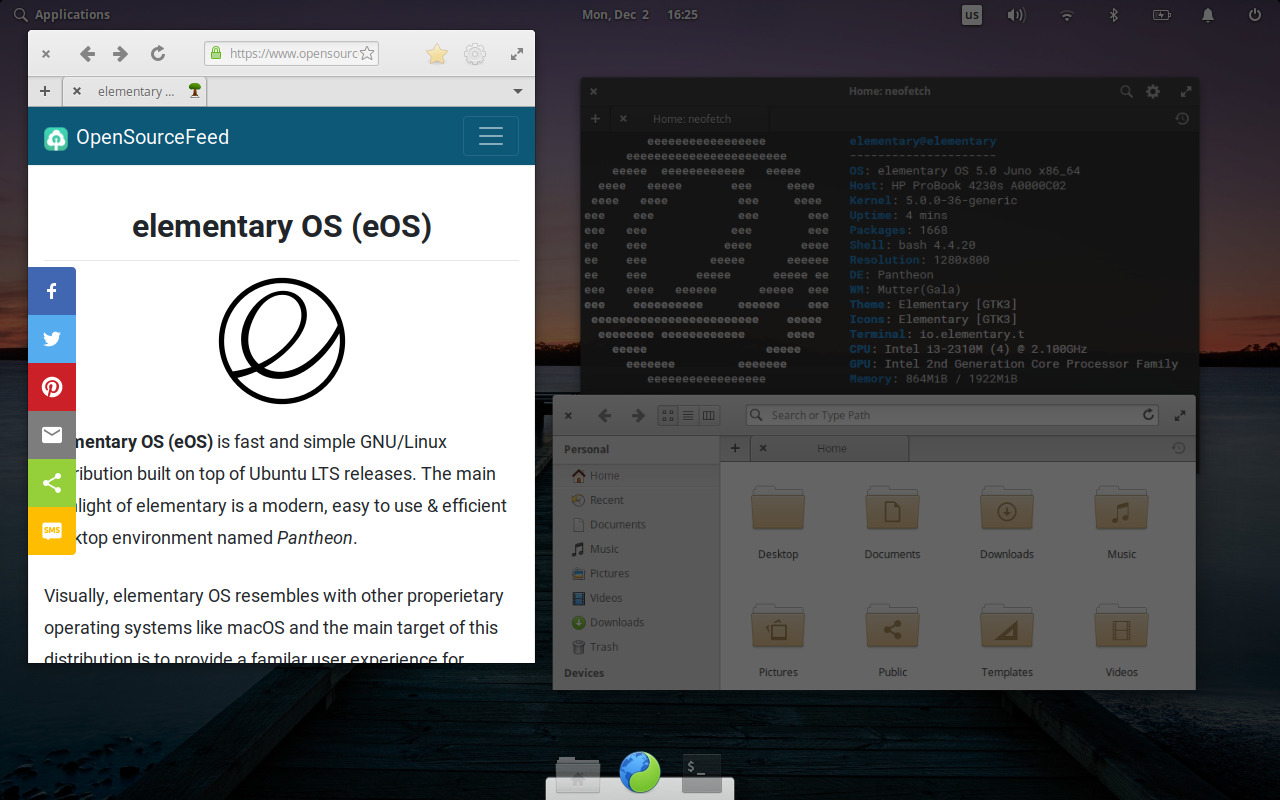 Applications
Mon, Dec 2 16:25
us
https://www.opensourc
elementary ...
OpenSourceFeed
elementary OS (eOS)
mentary OS (eOS) is fast and simple GNU/Linux
ribution built on top of Ubuntu LTS releases. The main
light of elementary is a modern, easy to use & efficient
ktop environment named Pantheon.
Visually, elementary OS resembles with other properietary
operating systems like macOS and the main target of this
distribution is to provide a familar user experience for
SMS
Home: neofetch
Home: neofetch
elementary@elementary
---------------------
OS: elementary OS 5.0 Juno x86_64
Host: HP ProBook 4230s A0000C02
Kernel: 5.0.0-36-generic
Uptime: 4 mins
Packages: 1668
Shell: bash 4.4.20
Resolution: 1280x800
DE: Pantheon
WM: Mutter(Gala)
Theme: Elementary [GTK3]
Icons: Elementary [GTK3]
Terminal: io.elementary.t
CPU: Intel i3-2310M (4) @ 2.100GHz
GPU: Intel 2nd Generation Core Processor Family
Memory: 864MiB / 1922MiB
Search or Type Path
Personal
Home
Recent
Documents
Music
Pictures
Videos
Downloads
Trash
Devices
Home
Desktop
Documents
Downloads
Music
Pictures
Public
Templates
Videos
$ _